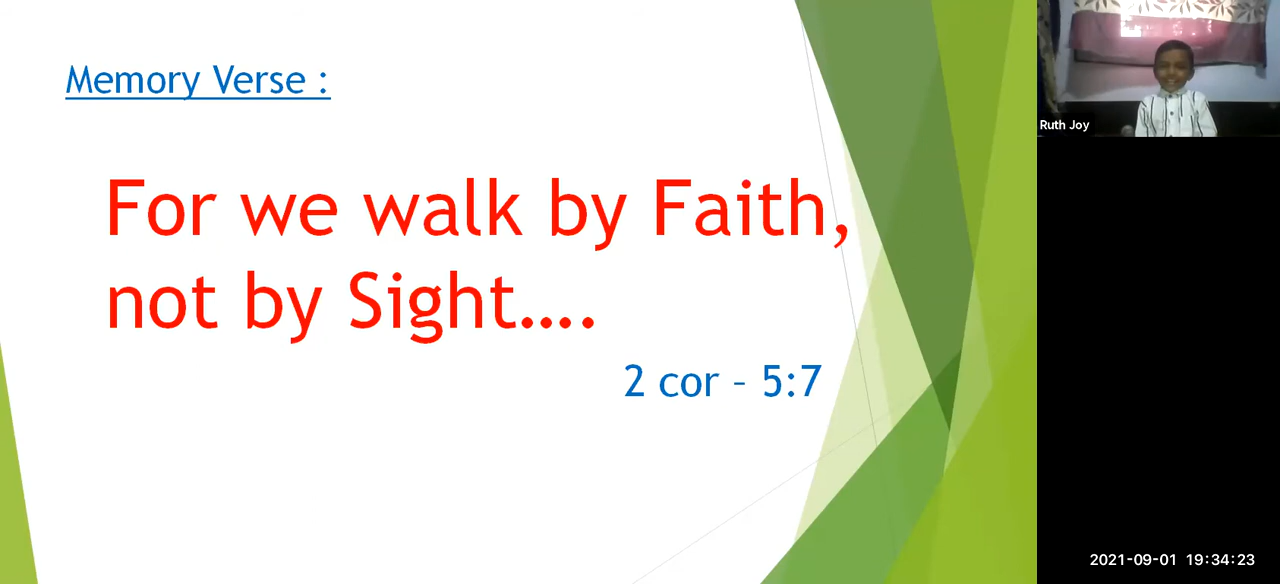 Memory Verse :
For we walk by Faith,
not by Sight....
2 cor – 5:7
Ruth Joy
2021-09-01 19:34:23